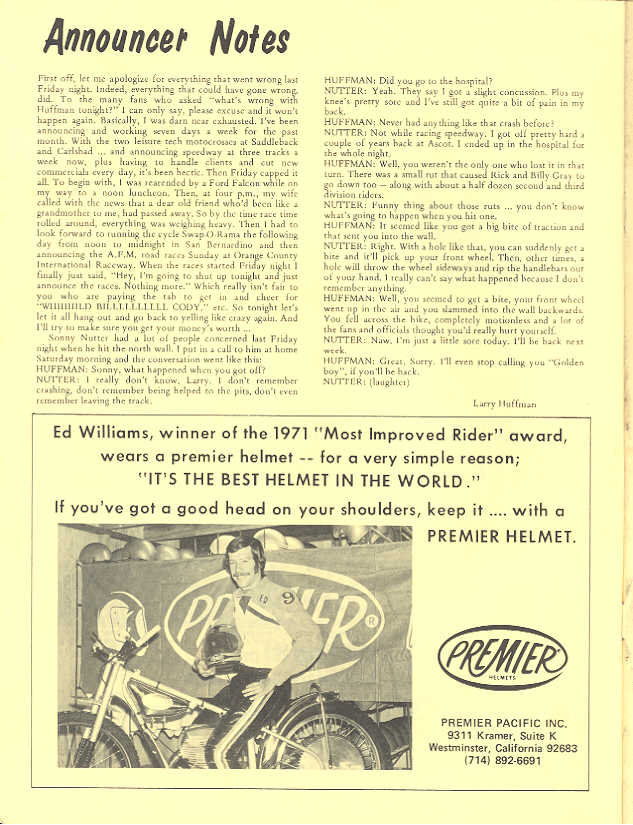 Announcer Notes
First off, let me apologize for everything that went wrong last
Friday night. Indeed, everything that could have gone wrong,
did. To the many fans who asked "what's wrong with
Huffman tonight?" I can only say, please excuse and it won't
happen again. Basically, I was darn near exhausted. I've been
announcing and working seven days a week for the past
month. With the two leisure tech motocrosses at Saddleback
and Carlsbad ... and announcing speedway at three tracks a
week now, plus having to handle clients and cut new
commercials every day, it's been hectic. Then Friday capped it
all. To begin with, I was rearended by a Ford Falcon while on
my way to a noon luncheon. Then, at four p.m., my wife
called with the news that a dear old friend who'd been like a
grandmother to me, had passed away. So by the time race time
rolled around, everything was weighing heavy. Then I had to
look forward to running the cycle Swap-O-Rama the following
day from noon to midnight in San Bernardino and then
announcing the A.F.M. road races Sunday at Orange County
International Raceway. When the races started Friday night I
finally just said, "Hey, I'm going to shut up tonight and just
announce the races. Nothing more." Which really isn't fair to
you who are paying the tab to get in and cheer for
CODY," etc. So tonight let's
let it all hang out and go back to yelling like crazy again. And
I'll try to make sure you get your money's worth ...
Sonny Nutter had a lot of people concerned last Friday
night when he hit the north wall. I put in a call to him at home
Saturday morning and the conversation went like this:
HUFFMAN: Sonny, what happened when you got off?
NUTTER: I really don't know, Larry. I don't remember
crashing, don't remember being helped to the pits, don't even
remember leaving the track.
HUFFMAN: Did you go to the hospital?
NUTTER: Yeah. They say I got a slight concussion. Plus my
knee's pretty sore and I've still got quite a bit of pain in my
back.
HUFFMAN: Never had anything like that crash before?
NUTTER: Not while racing speedway. I got off pretty hard a
couple of years back at Ascot. I ended up in the hospital for
the whole night.
HUFFMAN: Well, you weren't the only one who lost it in that
turn. There was a small rut that caused Rick and Billy Gray to
go down too — along with about a half dozen second and third
division riders.
NUTTER: Funny thing about those ruts ... you don't know
what's going to happen when you hit one.
HUFFMAN: It seemed like you got a big bite of traction and
that sent you into the wall.
NUTTER: Right. With a hole like that, you can suddenly get a
bite and it'll pick up your front wheel. Then, other times, a
hole will throw the wheel sideways and rip the handlebars out
of your hand. I really can't say what happened because I don't
remember anything.
HUFFMAN: Well, you seemed to get a bite, your front wheel
went up in the air and you slammed into the wall backwards.
You fell across the bike, completely motionless and a lot of
the fans and officials thought you'd really hurt yourself.
NUTTER: Naw, I'm just a little sore today. I'll be back next
week.
HUFFMAN: Great. Sorry. I'll even stop calling you "Golden
boy", if you'll be back.
NUTTER: (laughter)
Larry Huffman
Ed Williams, winner of the 1971 "Most Improved Rider" award,
wears a premier helmet -- for a very simple reason;
"IT'S THE BEST HELMET IN THE WORLD."
If you've got a good head on your shoulders, keep it .... with a
PREMIER HELMET.
ED 9
PREMIER
HELMETS
PREMIER PACIFIC INC.
9311 Kramer, Suite K
Westminster, California 92683
(714) 892-6691